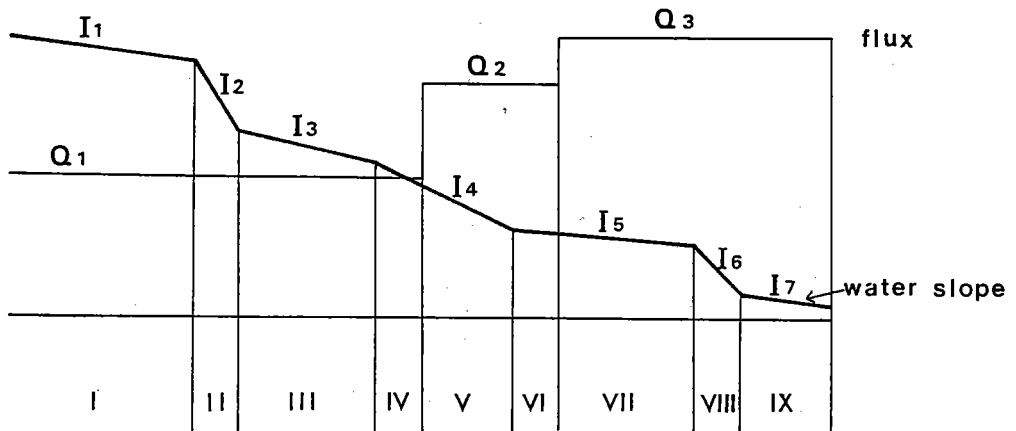 I1
Q3
flux
Q2
I2
I3
Q1
I4
I5
I6
I7
water slope
I II III IV V VI VII VIII IX